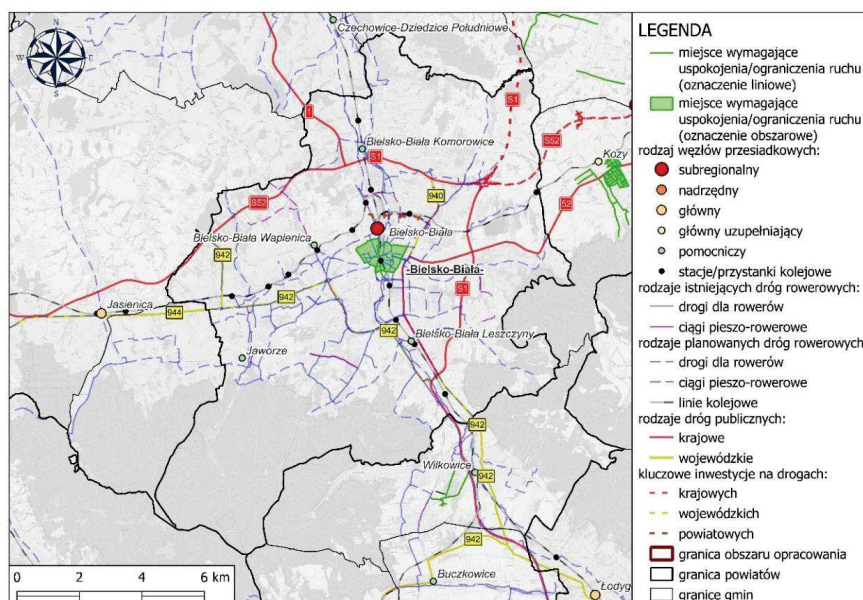 Czechowice-Dziedzice Południowe
N
W
E
S
1
S1
S52
Bielsko-Biała Komorowice
S1
Kozy
S52
940
S2
Bielsko-Biała Wapienica
Bielsko-Biała
-Bielsko-Biała-
942
942
S1
Jasienica
944
942
Bielsko-Biała Leszczyny
Jaworze
942
Wilkowice
942
942
Buczkowice
Łodyg
0 2 4 6 km
LEGENDA
miejsce wymagające
uspokojenia/ograniczenia ruchu
(oznaczenie liniowe)
miejsce wymagające
uspokojenia/ograniczenia ruchu
(oznaczenie obszarowe)
rodzaj węzłów przesiadkowych:
subregionalny
nadrzędny
główny
główny uzupełniający
pomocniczy
stacje/przystanki kolejowe
rodzaje istniejących dróg rowerowych:
drogi dla rowerów
ciągi pieszo-rowerowe
rodzaje planowanych dróg rowerowych
drogi dla rowerów
ciągi pieszo-rowerowe
linie kolejowe
rodzaje dróg publicznych:
krajowe
wojewódzkie
kluczowe inwestycje na drogach:
krajowych
wojewódzkich
powiatowych
granica obszaru opracowania
granica powiatów
granice gmin